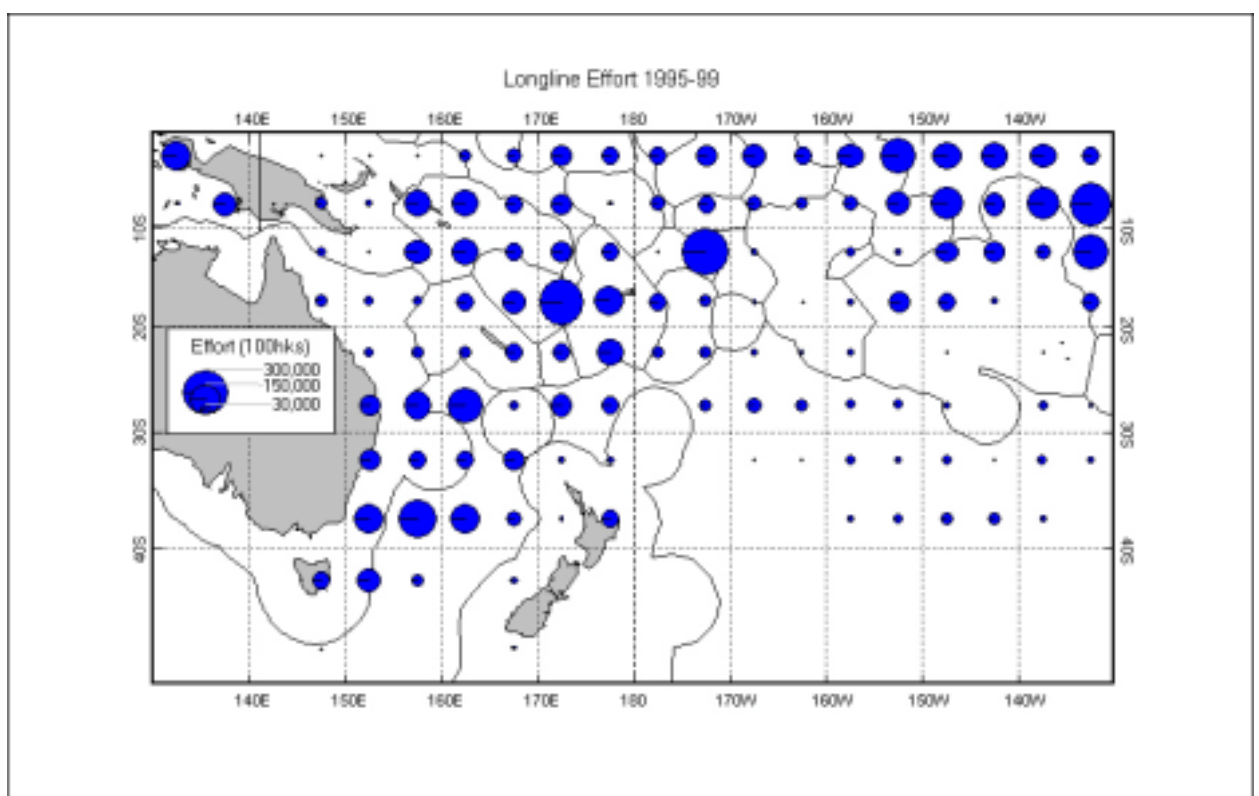 Longline Effort 1995-99
140E 150E 160E 170E 180 170W 160W 150W 140W
10S 10S
20S 20S
Effort (100hks)
300,000
150,000
30,000
30S 30S
40S 40S
140E 150E 160E 170E 180 170W 160W 150W 140W